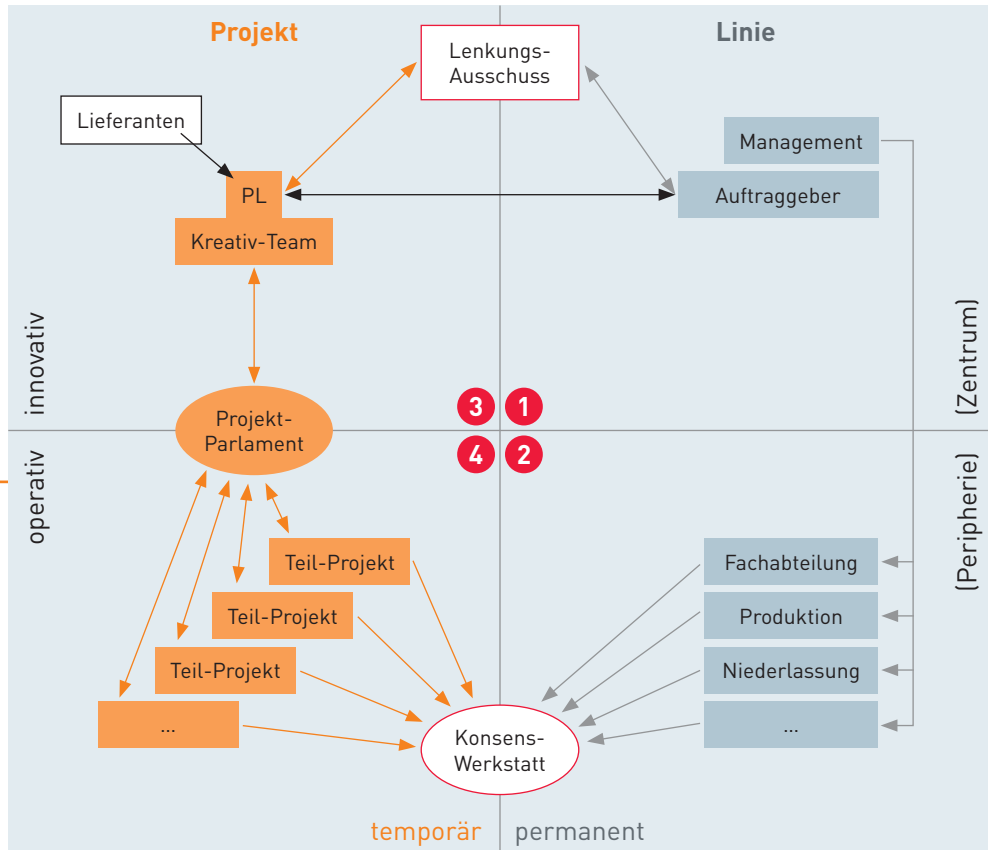 Projekt
Linie
Lenkungs-
Ausschuss
Lieferanten
Management
PL
Auftraggeber
Kreativ-Team
innovativ
(Zentrum)
3
1
Projekt-
Parlament
4
2
operativ
(Peripherie)
Teil-Projekt
Fachabteilung
Teil-Projekt
Produktion
Teil-Projekt
Niederlassung
...
...
Konsens-
Werkstatt
temporär
permanent